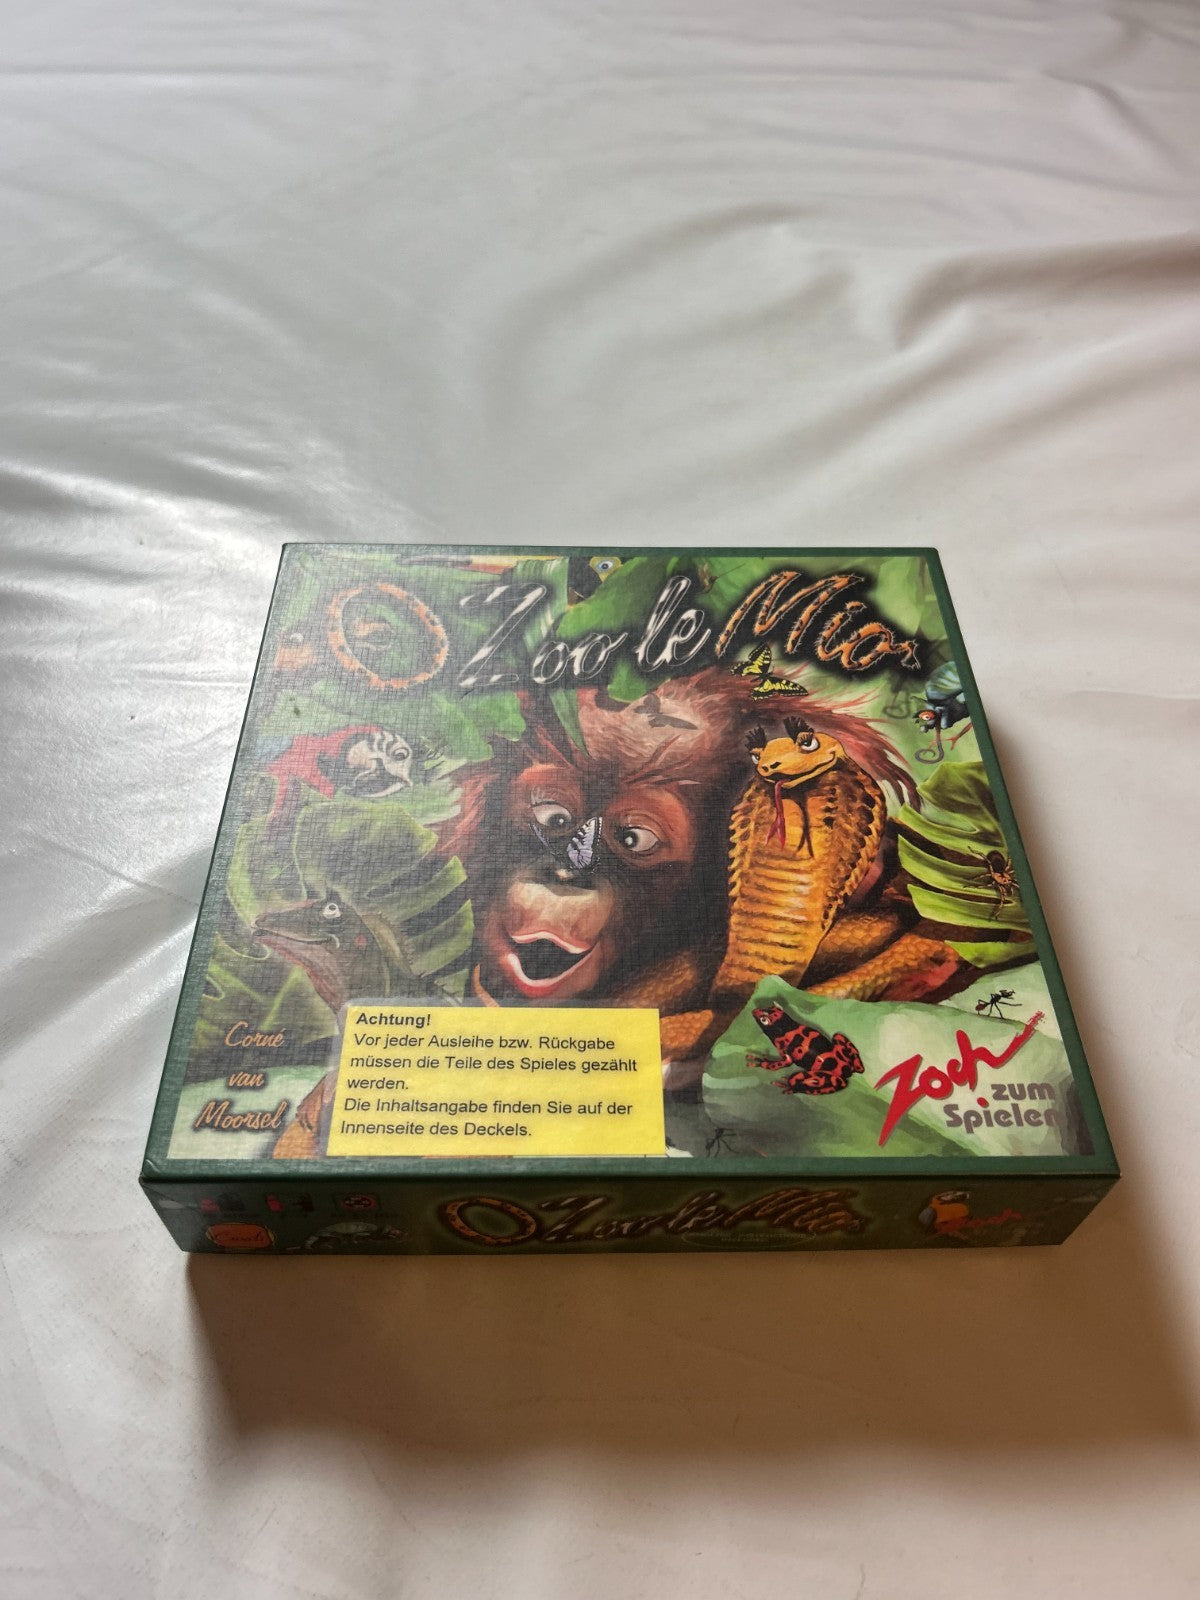 O Zoo le Mio
Corné
van
Moorsel
Achtung!
Vor jeder Ausleihe bzw. Rückgabe
müssen die Teile des Spieles gezählt
werden.
Die Inhaltsangabe finden Sie auf der
Innenseite des Deckels.
Zoch
zum
Spielen
O Zoo le Mio
Zoch